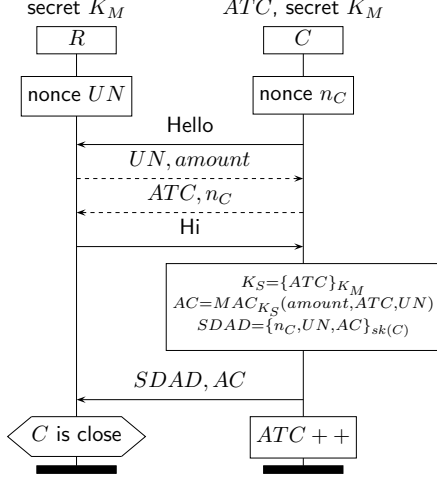 secret K_M
ATC, secret K_M
R
C
nonce UN
nonce n_C
Hello
UN, amount
ATC, n_C
Hi
K_S={ATC}_{K_M}
AC=MAC_{K_S}(amount,ATC,UN)
SDAD={n_C,UN,AC}_{sk(C)}
SDAD, AC
C is close
ATC ++